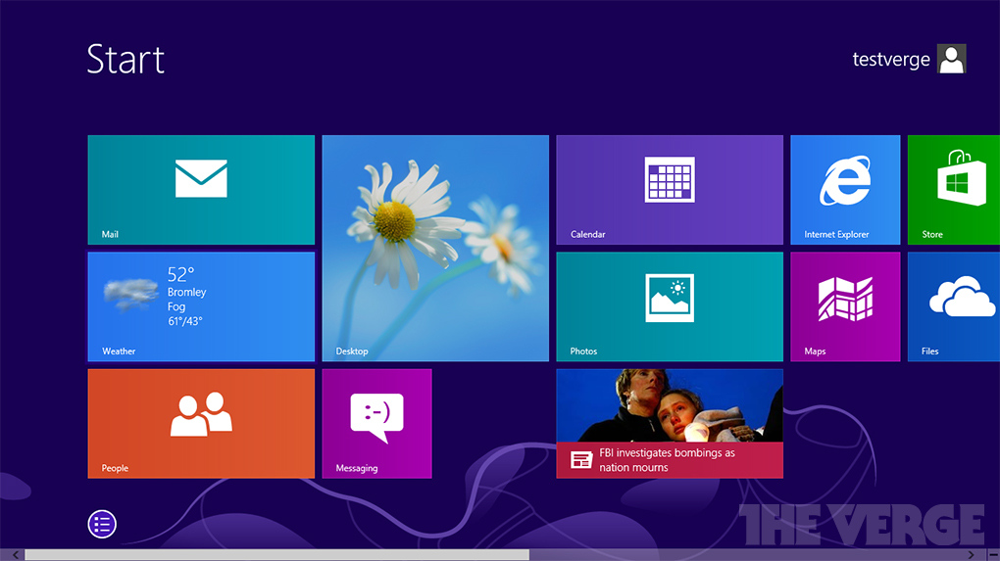 Start
testverge
Mail
Calendar
Internet Explorer
Store
52°
Bromley
Fog
61°/43°
Weather
Desktop
Photos
Maps
Files
People
:-)
Messaging
FBI investigates bombings as
nation mourns
THE VERGE